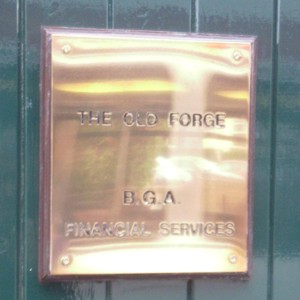 THE OLD FORGE
B.G.A.
FINANCIAL SERVICES